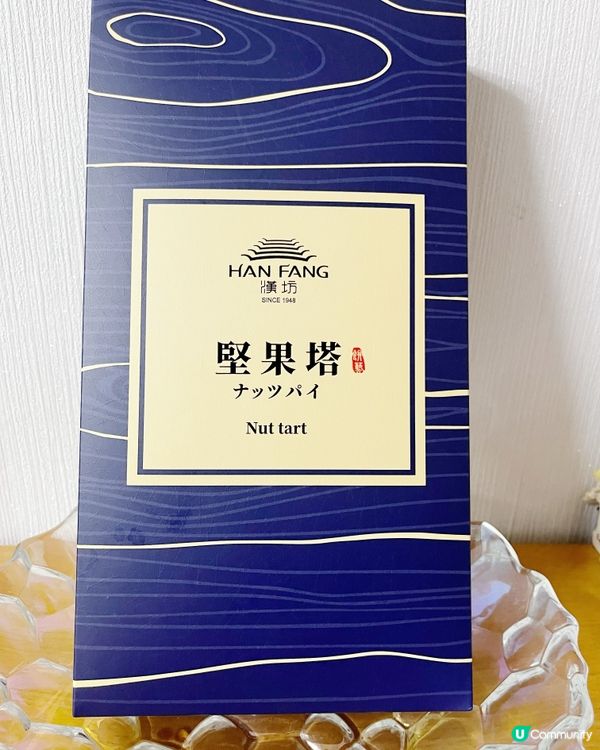 HAN FANG
漢坊
SINCE 1948
堅果塔
ナッツパイ
Nut tart
U Community